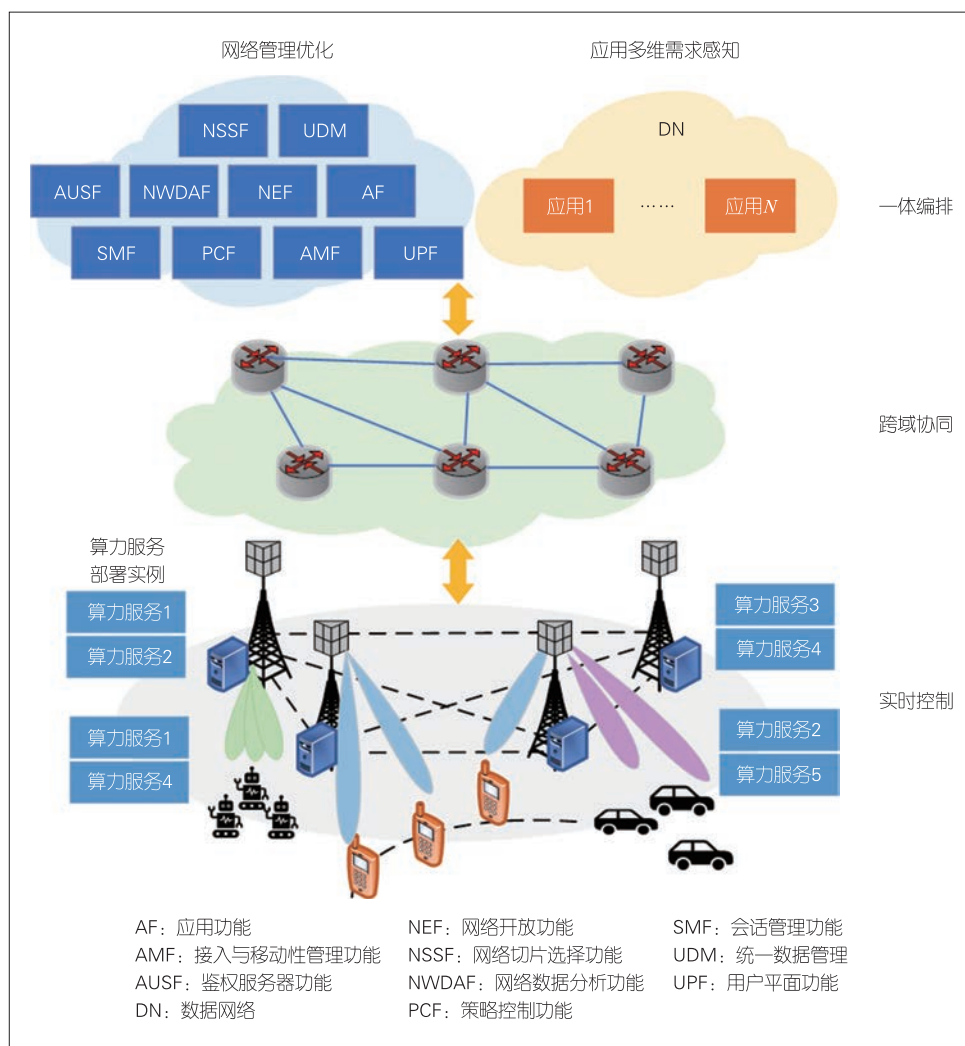 网络管理优化
应用多维需求感知
NSSF
UDM
AUSF
NWDAF
NEF
AF
SMF
PCF
AMF
UPF
DN
应用1
……
应用N
一体编排
跨域协同
算力服务
部署实例
算力服务1
算力服务2
算力服务1
算力服务4
算力服务3
算力服务4
算力服务2
算力服务5
实时控制
AF：应用功能
AMF：接入与移动性管理功能
AUSF：鉴权服务器功能
DN：数据网络
NEF：网络开放功能
NSSF：网络切片选择功能
NWDAF：网络数据分析功能
PCF：策略控制功能
SMF：会话管理功能
UDM：统一数据管理
UPF：用户平面功能